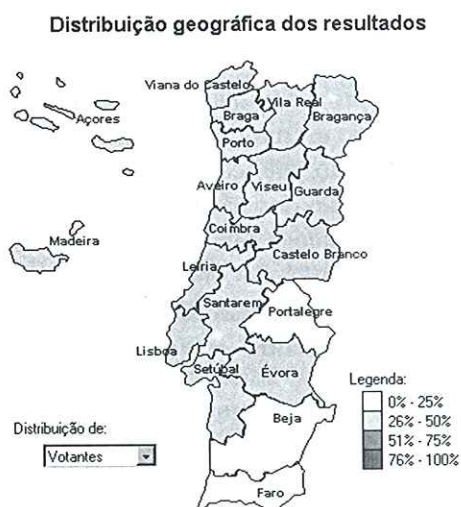 Distribuição geográfica dos resultados
Viana do Castelo
Vila Real
Bragança
Braga
Açores
Porto
Aveiro
Viseu
Guarda
Coimbra
Madeira
Castelo Branco
Leiria
Santarem
Portalegre
Lisboa
Setúbal
Évora
Legenda:
0% - 25%
26% - 50%
51% - 75%
76% - 100%
Beja
Distribuição de:
Votantes
Faro